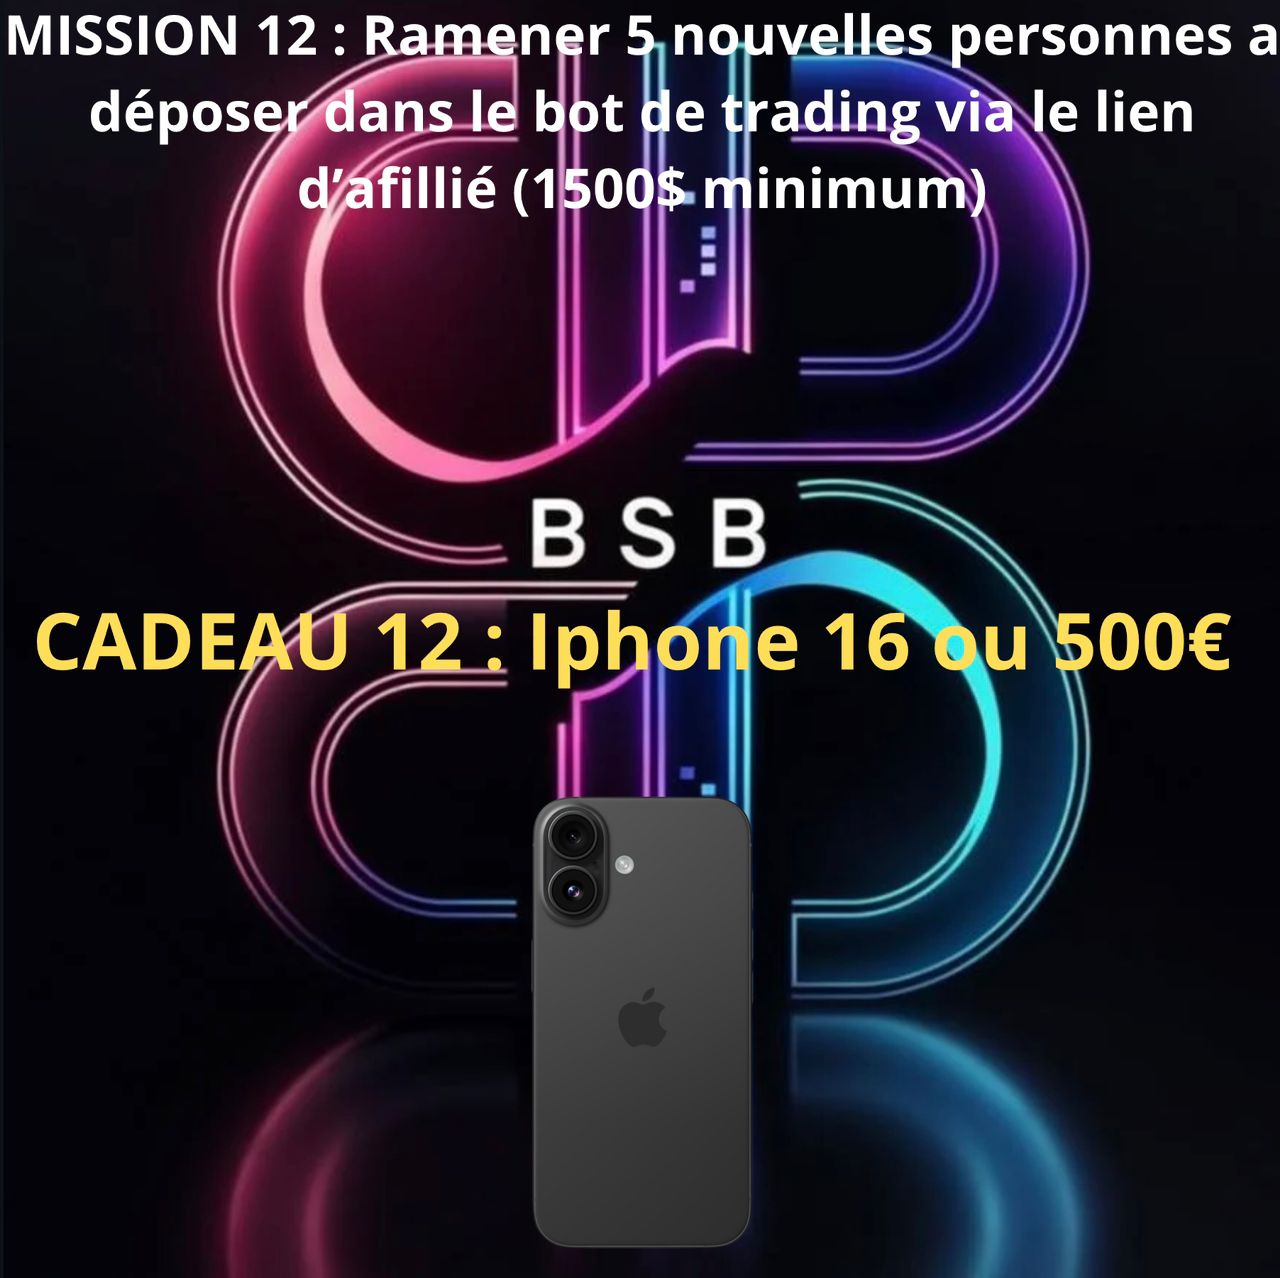 MISSION 12 : Ramener 5 nouvelles personnes a
déposer dans le bot de trading via le lien
d’afillié (1500$ minimum)
B S B
CADEAU 12 : Iphone 16 ou 500€